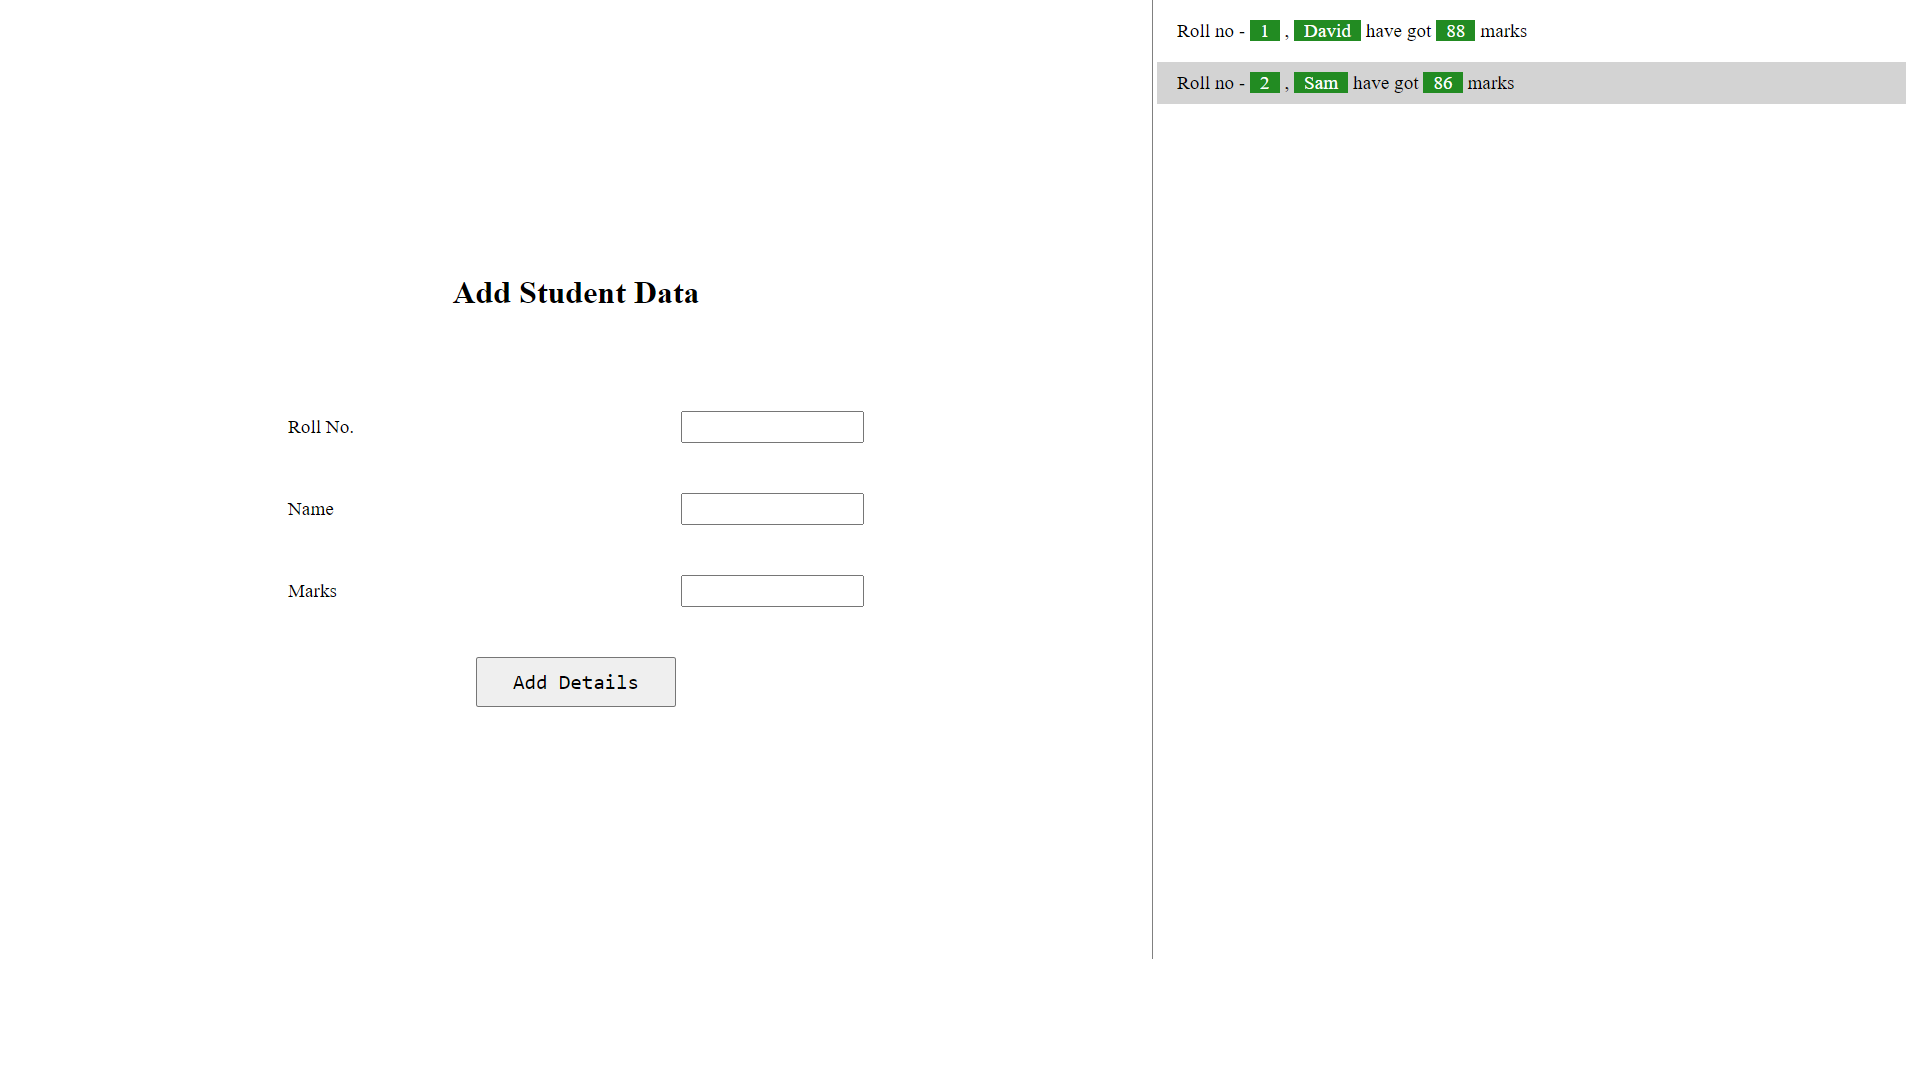 Roll no - 1 , David have got 88 marks
Roll no - 2 , Sam have got 86 marks
Add Student Data
Roll No.
Name
Marks
Add Details